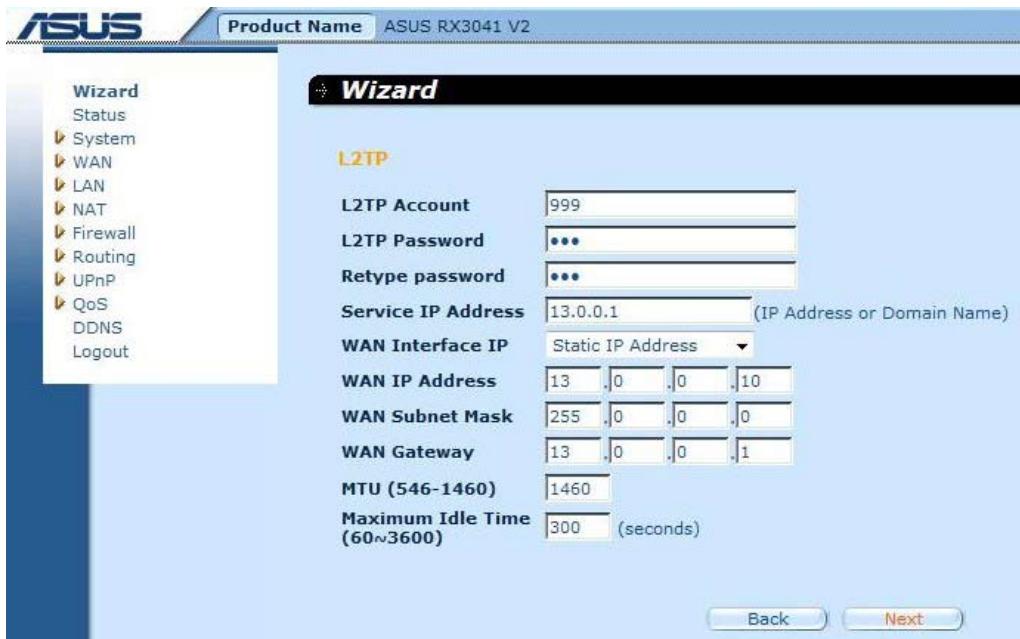 ASUS
Product Name ASUS RX3041 V2
Wizard
Status
System
WAN
LAN
NAT
Firewall
Routing
UPnP
QoS
DDNS
Logout
Wizard
L2TP
L2TP Account 999
L2TP Password •••
Retype password •••
Service IP Address 13.0.0.1 (IP Address or Domain Name)
WAN Interface IP Static IP Address
WAN IP Address 13 .0 .0 .10
WAN Subnet Mask 255 .0 .0 .0
WAN Gateway 13 .0 .0 .1
MTU (546-1460) 1460
Maximum Idle Time
(60~3600) 300 (seconds)
Back Next